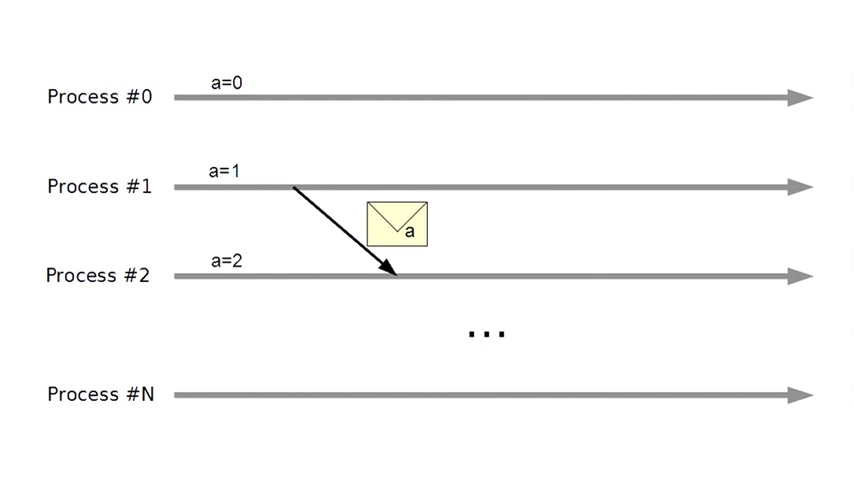 a=0
Process #0
a=1
Process #1
a
a=2
Process #2
...
Process #N